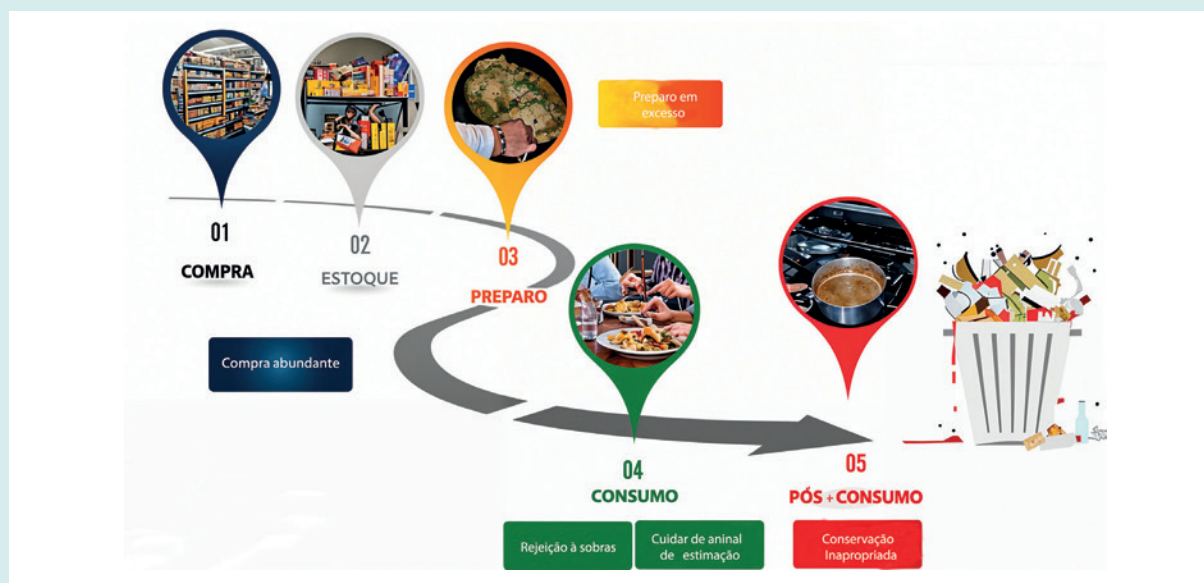 01
COMPRA
02
ESTOQUE
03
PREPARO
Preparo em
excesso
Compra abundante
04
CONSUMO
05
PÓS + CONSUMO
Rejeição à sobras
Cuidar de aninal
de estimação
Conservação
Inapropriada